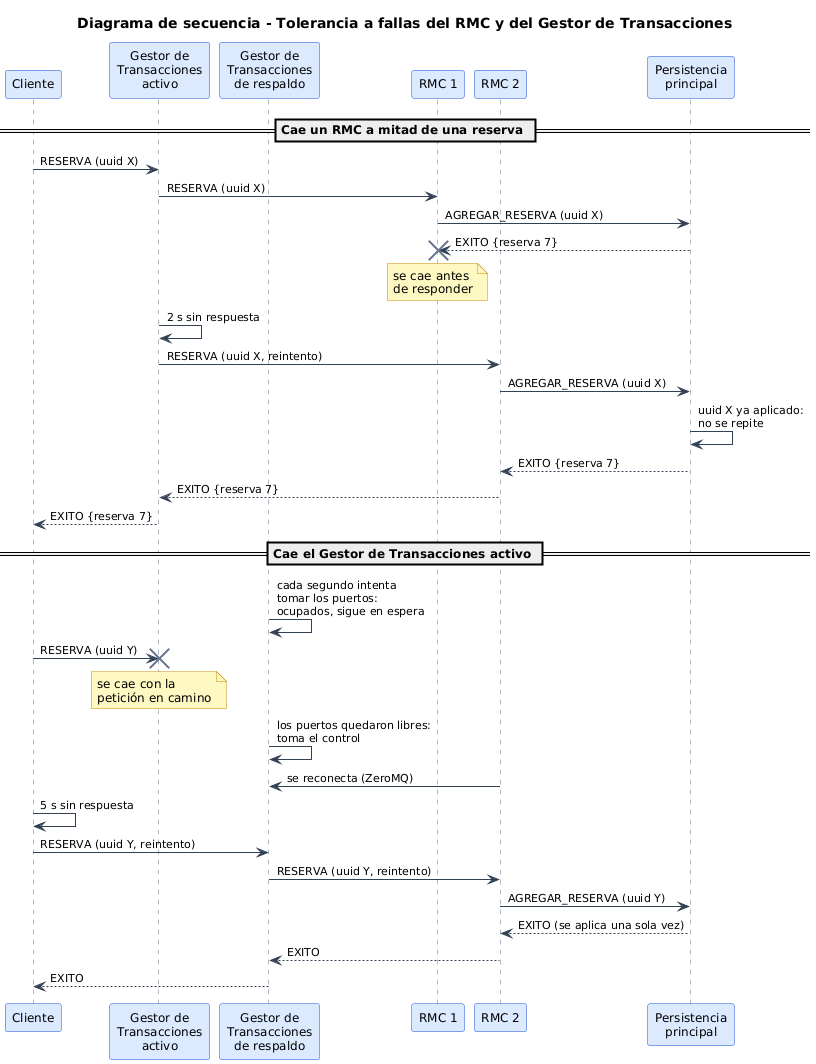 Diagrama de secuencia - Tolerancia a fallas del RMC y del Gestor de Transacciones
Cliente
Gestor de
Transacciones
activo
Gestor de
Transacciones
de respaldo
RMC 1
RMC 2
Persistencia
principal
Cae un RMC a mitad de una reserva
RESERVA (uuid X)
RESERVA (uuid X)
AGREGAR_RESERVA (uuid X)
EXITO {reserva 7}
se cae antes
de responder
2 s sin respuesta
RESERVA (uuid X, reintento)
AGREGAR_RESERVA (uuid X)
uuid X ya aplicado:
no se repite
EXITO {reserva 7}
EXITO {reserva 7}
EXITO {reserva 7}
Cae el Gestor de Transacciones activo
cada segundo intenta
tomar los puertos:
ocupados, sigue en espera
RESERVA (uuid Y)
se cae con la
petición en camino
los puertos quedaron libres:
toma el control
se reconecta (ZeroMQ)
5 s sin respuesta
RESERVA (uuid Y, reintento)
RESERVA (uuid Y, reintento)
AGREGAR_RESERVA (uuid Y)
EXITO (se aplica una sola vez)
EXITO
EXITO
Cliente
Gestor de
Transacciones
activo
Gestor de
Transacciones
de respaldo
RMC 1
RMC 2
Persistencia
principal